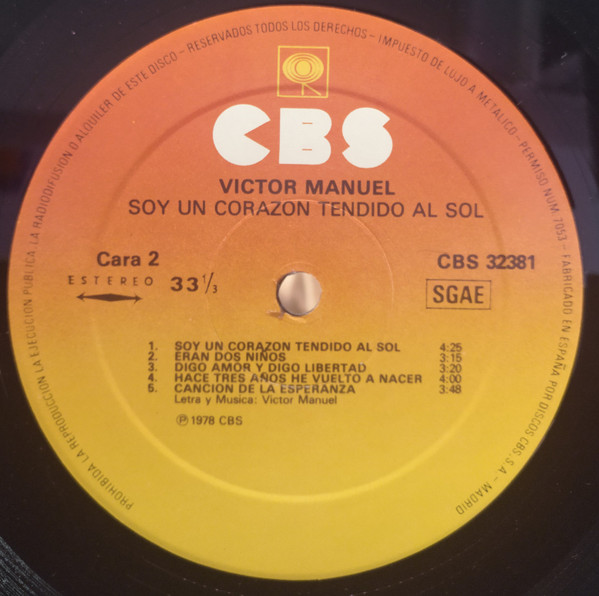 PROHIBIDA LA REPRODUCCION, LA EJECUCION PUBLICA, LA RADIODIFUSION O ALQUILER DE ESTE DISCO - RESERVADOS TODOS LOS DERECHOS - IMPUESTO DE LUJO A METALICO - PERMISO NUM. 7053 - FABRICADO EN ESPAÑA POR DISCOS CBS. S. A. - MADRID
CBS
VICTOR MANUEL
SOY UN CORAZON TENDIDO AL SOL
Cara 2
CBS 32381
ESTEREO 33 1/3
SGAE
1. SOY UN CORAZON TENDIDO AL SOL 4:25
2. ERAN DOS NIÑOS 3:15
3. DIGO AMOR Y DIGO LIBERTAD 3:20
4. HACE TRES AÑOS HE VUELTO A NACER 4:00
5. CANCION DE LA ESPERANZA 3:48
Letra y Musica: Victor Manuel
℗ 1978 CBS